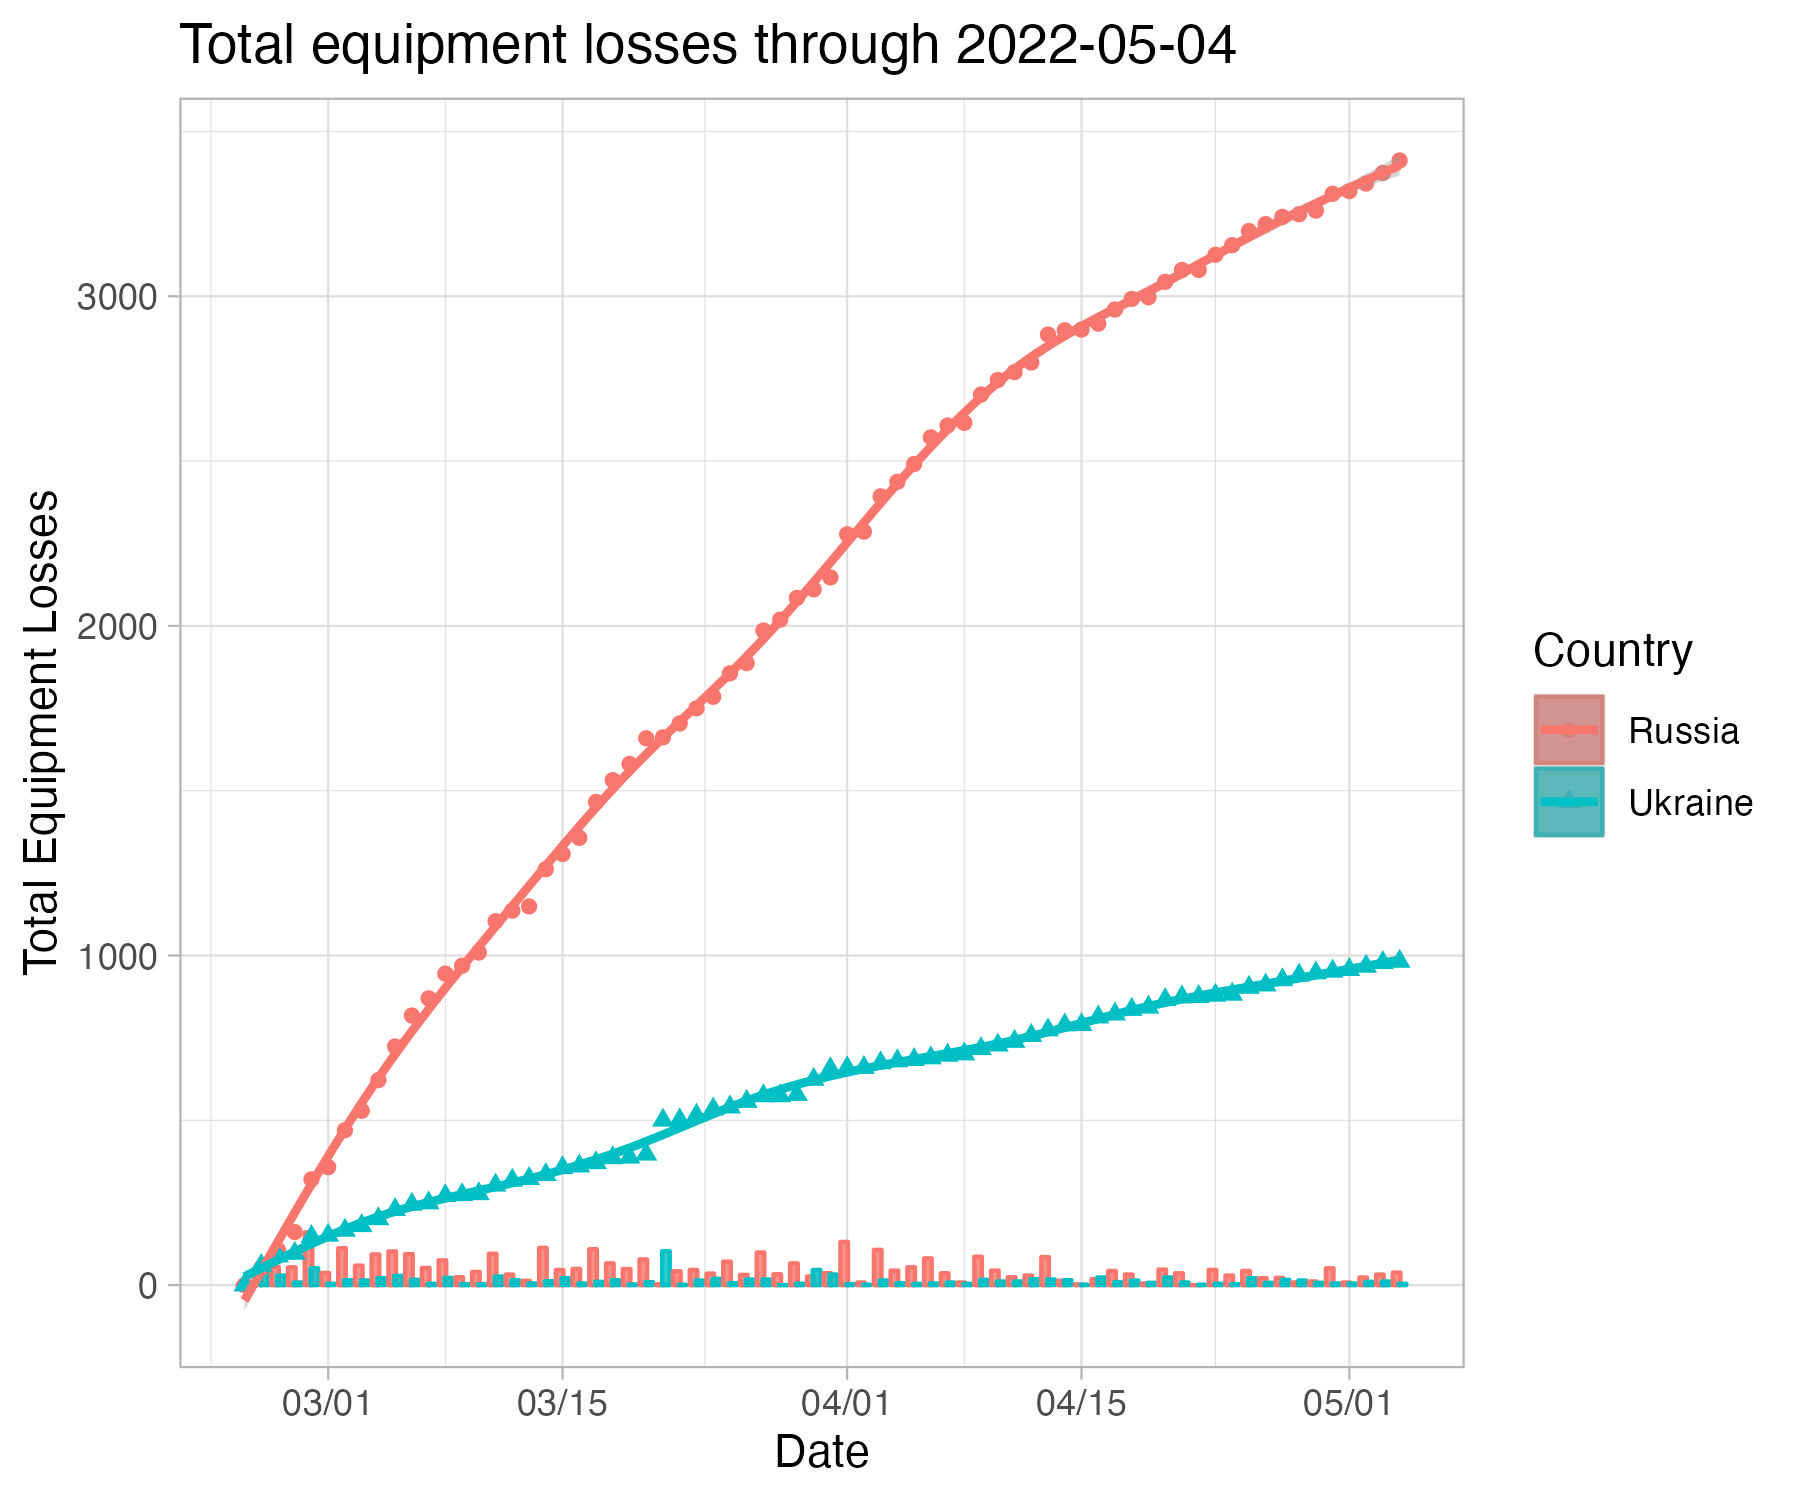 Total equipment losses through 2022-05-04
Total Equipment Losses
3000
2000
1000
0
03/01
03/15
04/01
04/15
05/01
Date
Country
Russia
Ukraine